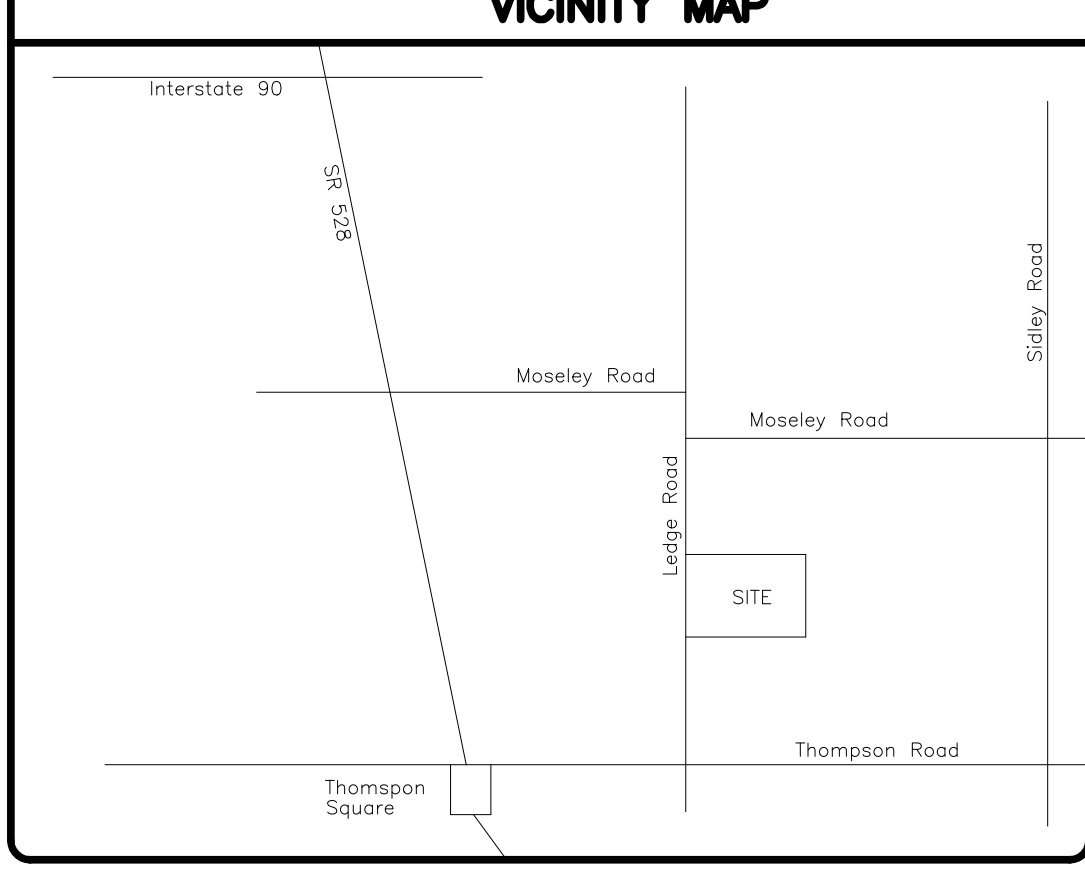 VICINITY MAP
Interstate 90
SR 528
Sidley Road
Moseley Road
Moseley Road
Ledge Road
SITE
Thompson Road
Thomspon
Square